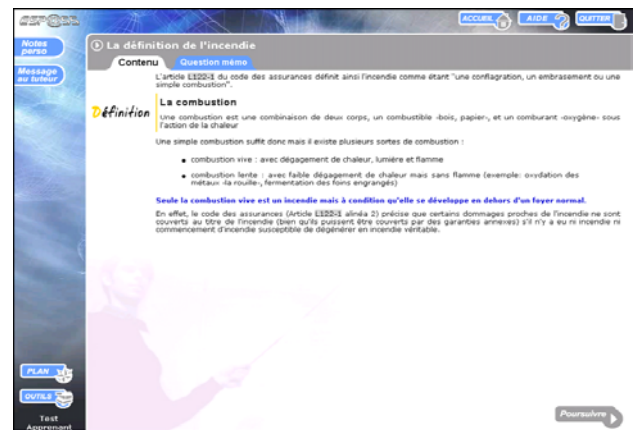 ESPOIR
ACCUEIL
AIDE
QUITTER
Notes
perso
Message
au tuteur
La définition de l'incendie
Contenu
Question mémo
L'article L122-1 du code des assurances définit ainsi l'incendie comme étant "une conflagration, un embrasement ou une
simple combustion".
Définition
La combustion
Une combustion est une combinaison de deux corps, un combustible -bois, papier-, et un comburant -oxygène- sous
l'action de la chaleur
Une simple combustion suffit donc mais il existe plusieurs sortes de combustion :
• combustion vive : avec dégagement de chaleur, lumière et flamme
• combustion lente : avec faible dégagement de chaleur mais sans flamme (exemple: oxydation des
métaux -la rouille-, fermentation des foins engrangés)
Seule la combustion vive est un incendie mais à condition qu'elle se développe en dehors d'un foyer normal.
En effet, le code des assurances (Article L122-1 alinéa 2) précise que certains dommages proches de l'incendie ne sont
couverts au titre de l'incendie (bien qu'ils puissent être couverts par des garanties annexes) s'il n'y a eu ni incendie ni
commencement d'incendie susceptible de dégénérer en incendie véritable.
PLAN
OUTILS
Test
Apprenant
Poursuivre